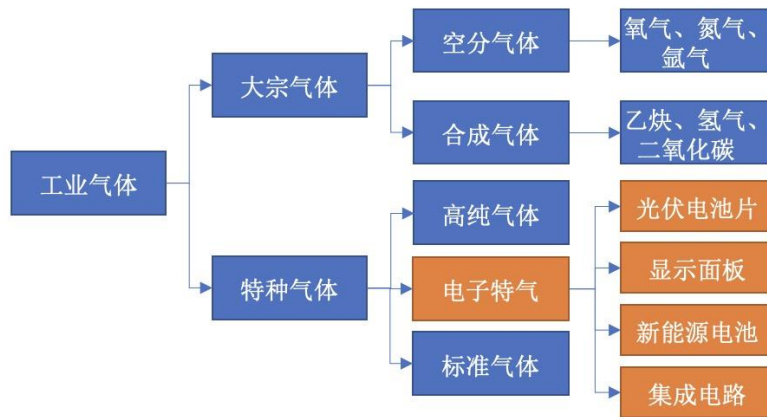 空分气体
氧气、氮气、
氩气
大宗气体
合成气体
乙炔、氢气、
二氧化碳
工业气体
高纯气体
光伏电池片
特种气体
电子特气
显示面板
新能源电池
标准气体
集成电路